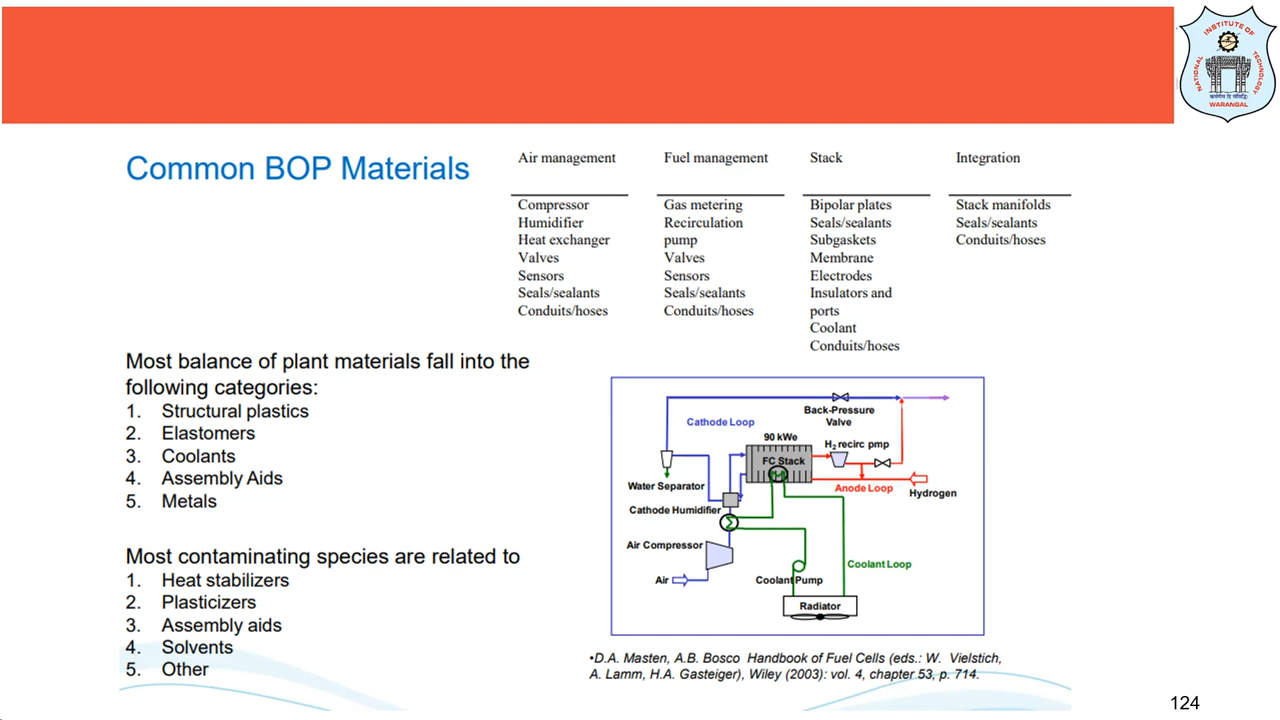 INSTITUTE OF
NATIONAL
TECHNOLOGY
WARANGAL
Common BOP Materials
Air management
Compressor
Humidifier
Heat exchanger
Valves
Sensors
Seals/sealants
Conduits/hoses
Fuel management
Gas metering
Recirculation
pump
Valves
Sensors
Seals/sealants
Conduits/hoses
Stack
Bipolar plates
Seals/sealants
Subgaskets
Membrane
Electrodes
Insulators and
ports
Coolant
Conduits/hoses
Integration
Stack manifolds
Seals/sealants
Conduits/hoses
Most balance of plant materials fall into the
following categories:
1. Structural plastics
2. Elastomers
3. Coolants
4. Assembly Aids
5. Metals
Most contaminating species are related to
1. Heat stabilizers
2. Plasticizers
3. Assembly aids
4. Solvents
5. Other
Back-Pressure
Valve
Cathode Loop
90 kWe
H2 recirc pmp
FC Stack
Water Separator
Anode Loop
Hydrogen
Cathode Humidifier
Air Compressor
Coolant Loop
Air
Coolant Pump
Radiator
•D.A. Masten, A.B. Bosco Handbook of Fuel Cells (eds.: W. Vielstich,
A. Lamm, H.A. Gasteiger), Wiley (2003): vol. 4, chapter 53, p. 714.
124